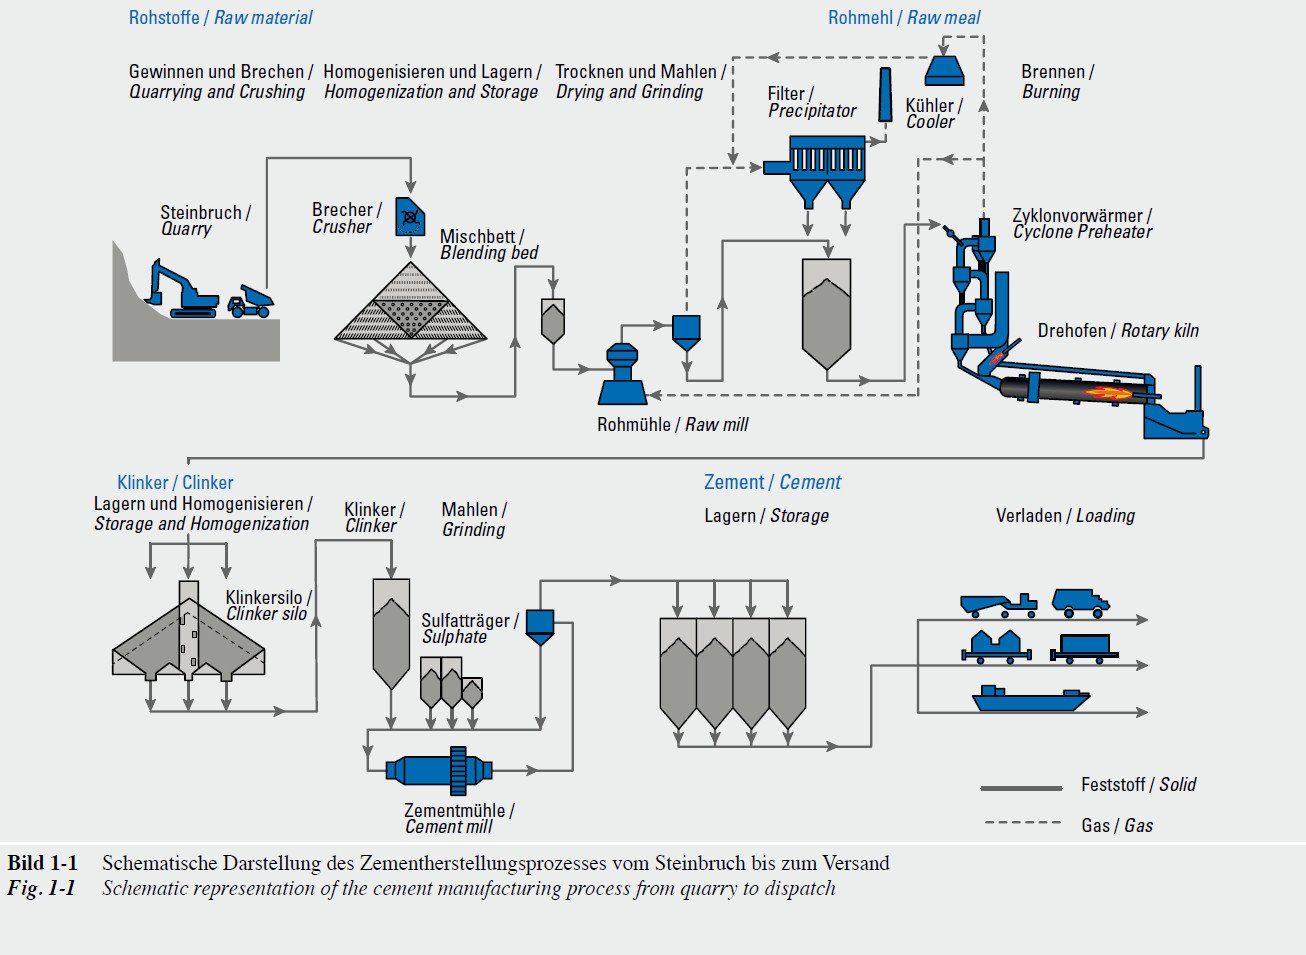 Rohstoffe / Raw material
Rohmehl / Raw meal
Gewinnen und Brechen /
Quarrying and Crushing
Homogenisieren und Lagern /
Homogenization and Storage
Trocknen und Mahlen /
Drying and Grinding
Filter /
Precipitator
Kühler /
Cooler
Brennen /
Burning
Steinbruch /
Quarry
Brecher /
Crusher
Mischbett /
Blending bed
Zyklonvorwärmer /
Cyclone Preheater
Drehofen / Rotary kiln
Rohmühle / Raw mill
Klinker / Clinker
Lagern und Homogenisieren /
Storage and Homogenization
Klinker /
Clinker
Mahlen /
Grinding
Zement / Cement
Lagern / Storage
Verladen / Loading
Klinkersilo /
Clinker silo
Sulfatträger /
Sulphate
Zementmühle /
Cement mill
Feststoff / Solid
Gas / Gas
Bild 1-1 Schematische Darstellung des Zementherstellungsprozesses vom Steinbruch bis zum Versand
Fig. 1-1 Schematic representation of the cement manufacturing process from quarry to dispatch